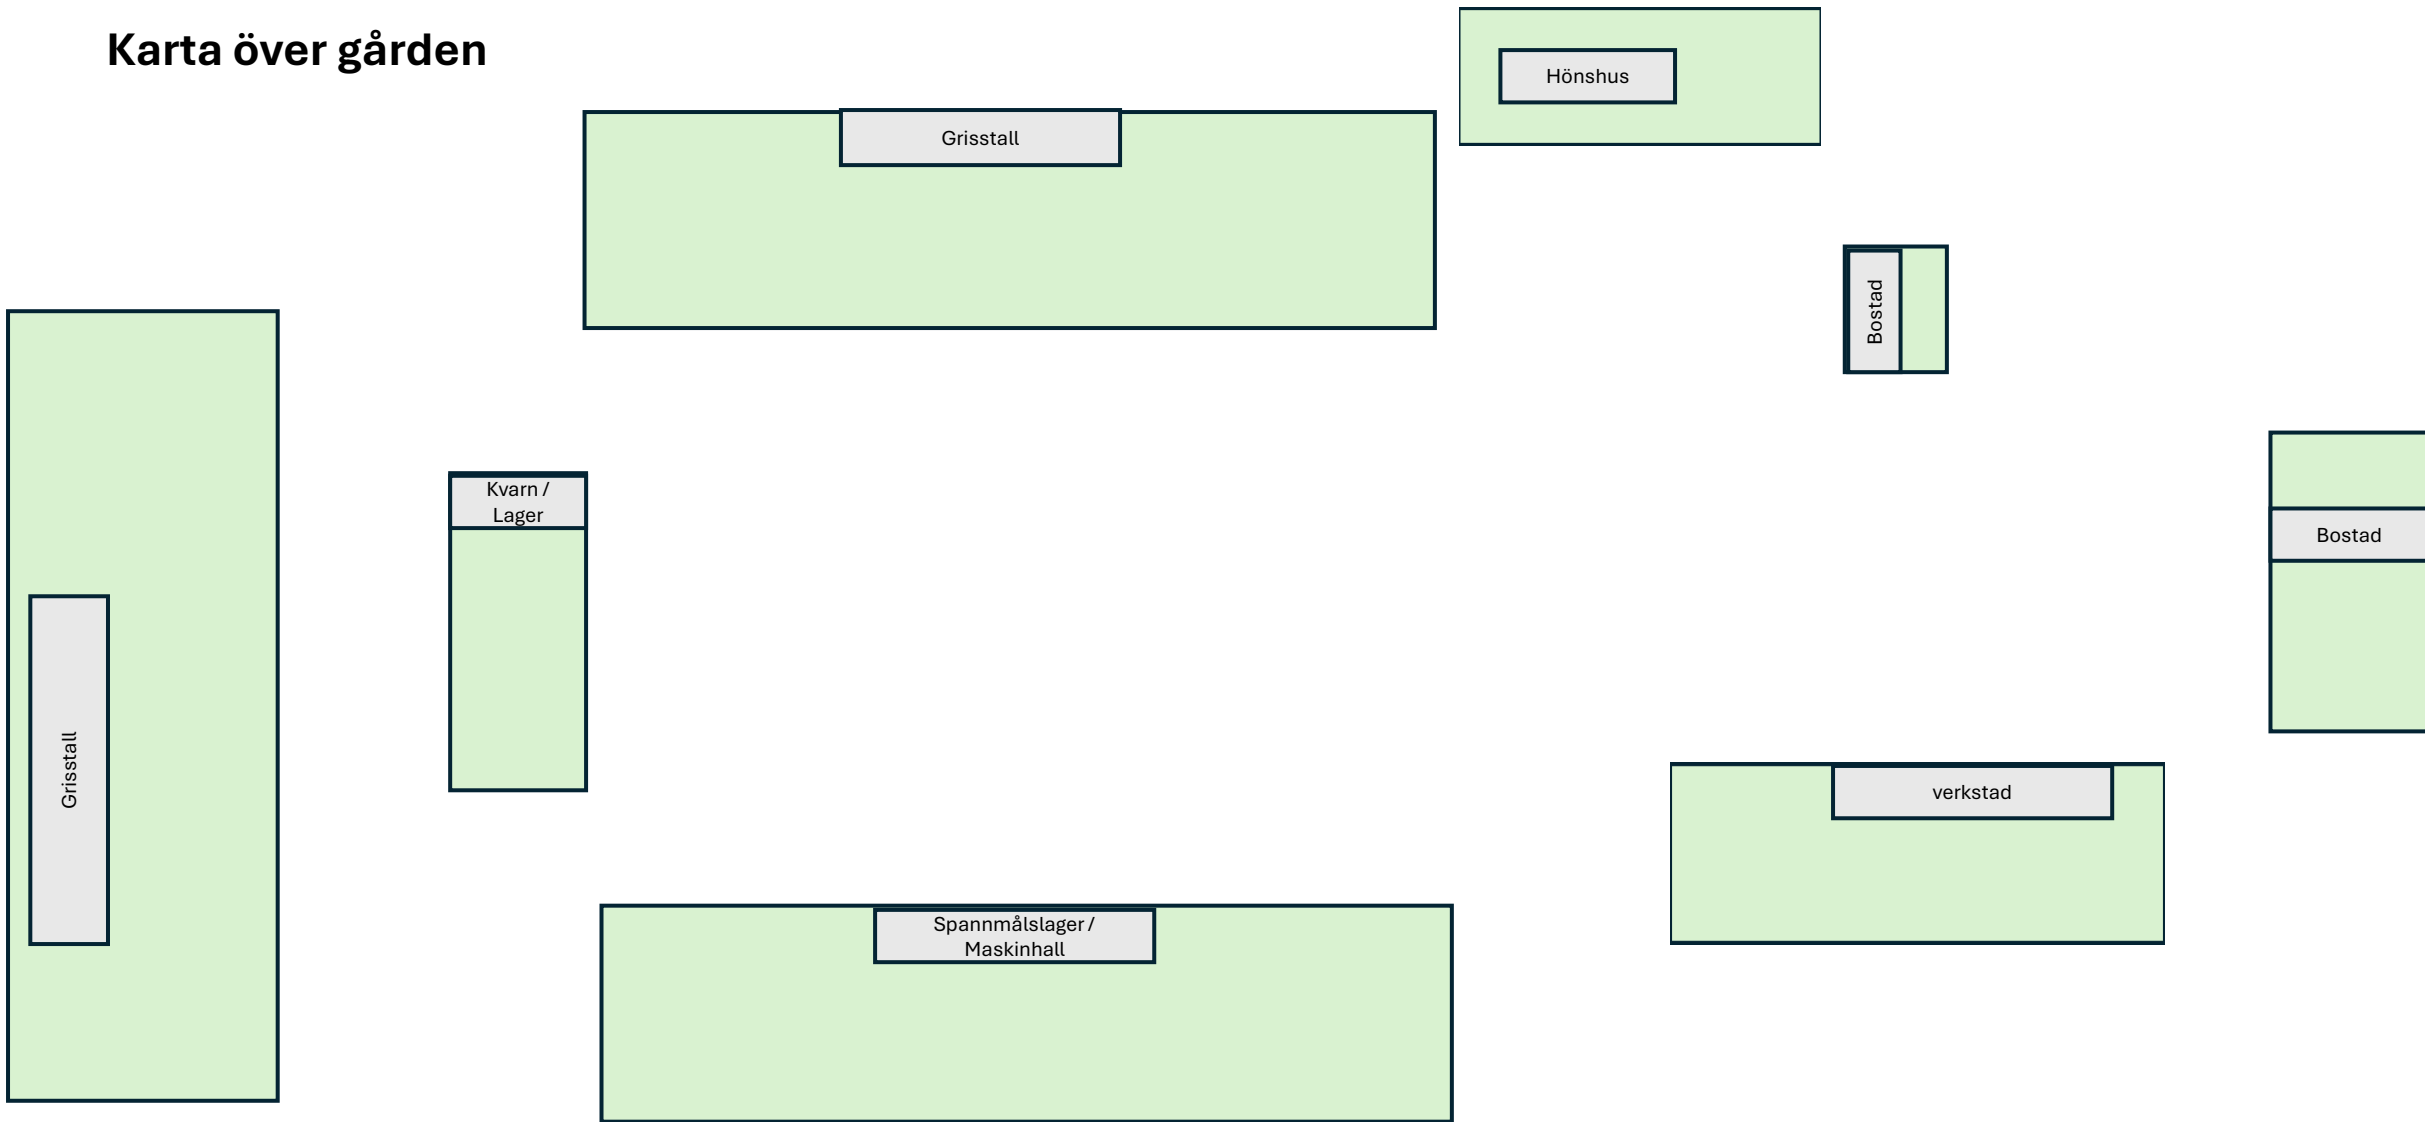 Karta över gården
Hönshus
Grisstall
Bostad
Kvarn /
Lager
Bostad
Grisstall
verkstad
Spannmålslager /
Maskinhall